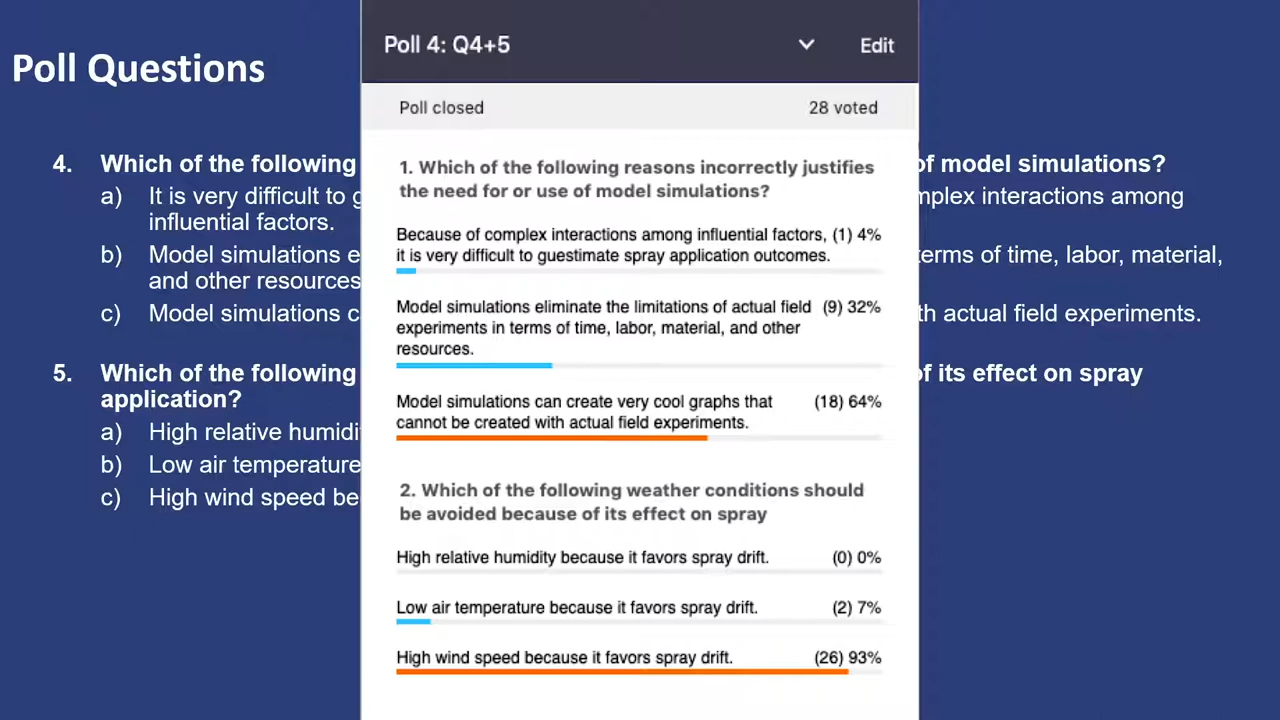 Poll Questions
4. Which of the following
a) It is very difficult to
influential factors.
b) Model simulations
and other resources
c) Model simulations
5. Which of the following
application?
a) High relative
b) Low air temperature
c) High wind speed
Poll 4: Q4+5
Edit
Poll closed
28 voted
1. Which of the following reasons incorrectly justifies
the need for or use of model simulations?
Because of complex interactions among influential factors, (1) 4%
it is very difficult to guestimate spray application outcomes.
Model simulations eliminate the limitations of actual field (9) 32%
experiments in terms of time, labor, material, and other
resources.
Model simulations can create very cool graphs that (18) 64%
cannot be created with actual field experiments.
2. Which of the following weather conditions should
be avoided because of its effect on spray
High relative humidity because it favors spray drift. (0) 0%
Low air temperature because it favors spray drift. (2) 7%
High wind speed because it favors spray drift. (26) 93%
of model simulations?
interactions among
terms of time, labor, material,
actual field experiments.
of its effect on spray